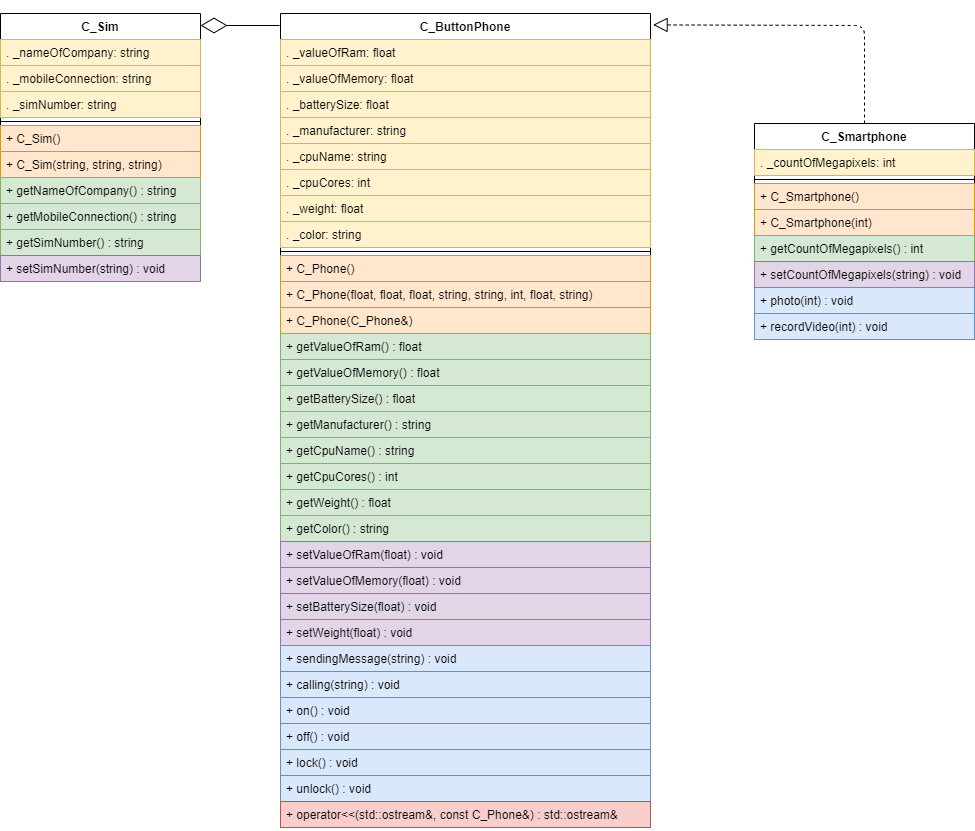 C_Sim
. _nameOfCompany: string
. _mobileConnection: string
. _simNumber: string
+ C_Sim()
+ C_Sim(string, string, string)
+ getNameOfCompany() : string
+ getMobileConnection() : string
+ getSimNumber() : string
+ setSimNumber(string) : void
C_ButtonPhone
. _valueOfRam: float
. _valueOfMemory: float
. _batterySize: float
. _manufacturer: string
. _cpuName: string
. _cpuCores: int
. _weight: float
. _color: string
+ C_Phone()
+ C_Phone(float, float, float, string, string, int, float, string)
+ C_Phone(C_Phone&)
+ getValueOfRam() : float
+ getValueOfMemory() : float
+ getBatterySize() : float
+ getManufacturer() : string
+ getCpuName() : string
+ getCpuCores() : int
+ getWeight() : float
+ getColor() : string
+ setValueOfRam(float) : void
+ setValueOfMemory(float) : void
+ setBatterySize(float) : void
+ setWeight(float) : void
+ sendingMessage(string) : void
+ calling(string) : void
+ on() : void
+ off() : void
+ lock() : void
+ unlock() : void
+ operator<<(std::ostream&, const C_Phone&) : std::ostream&
C_Smartphone
. _countOfMegapixels: int
+ C_Smartphone()
+ C_Smartphone(int)
+ getCountOfMegapixels() : int
+ setCountOfMegapixels(string) : void
+ photo(int) : void
+ recordVideo(int) : void